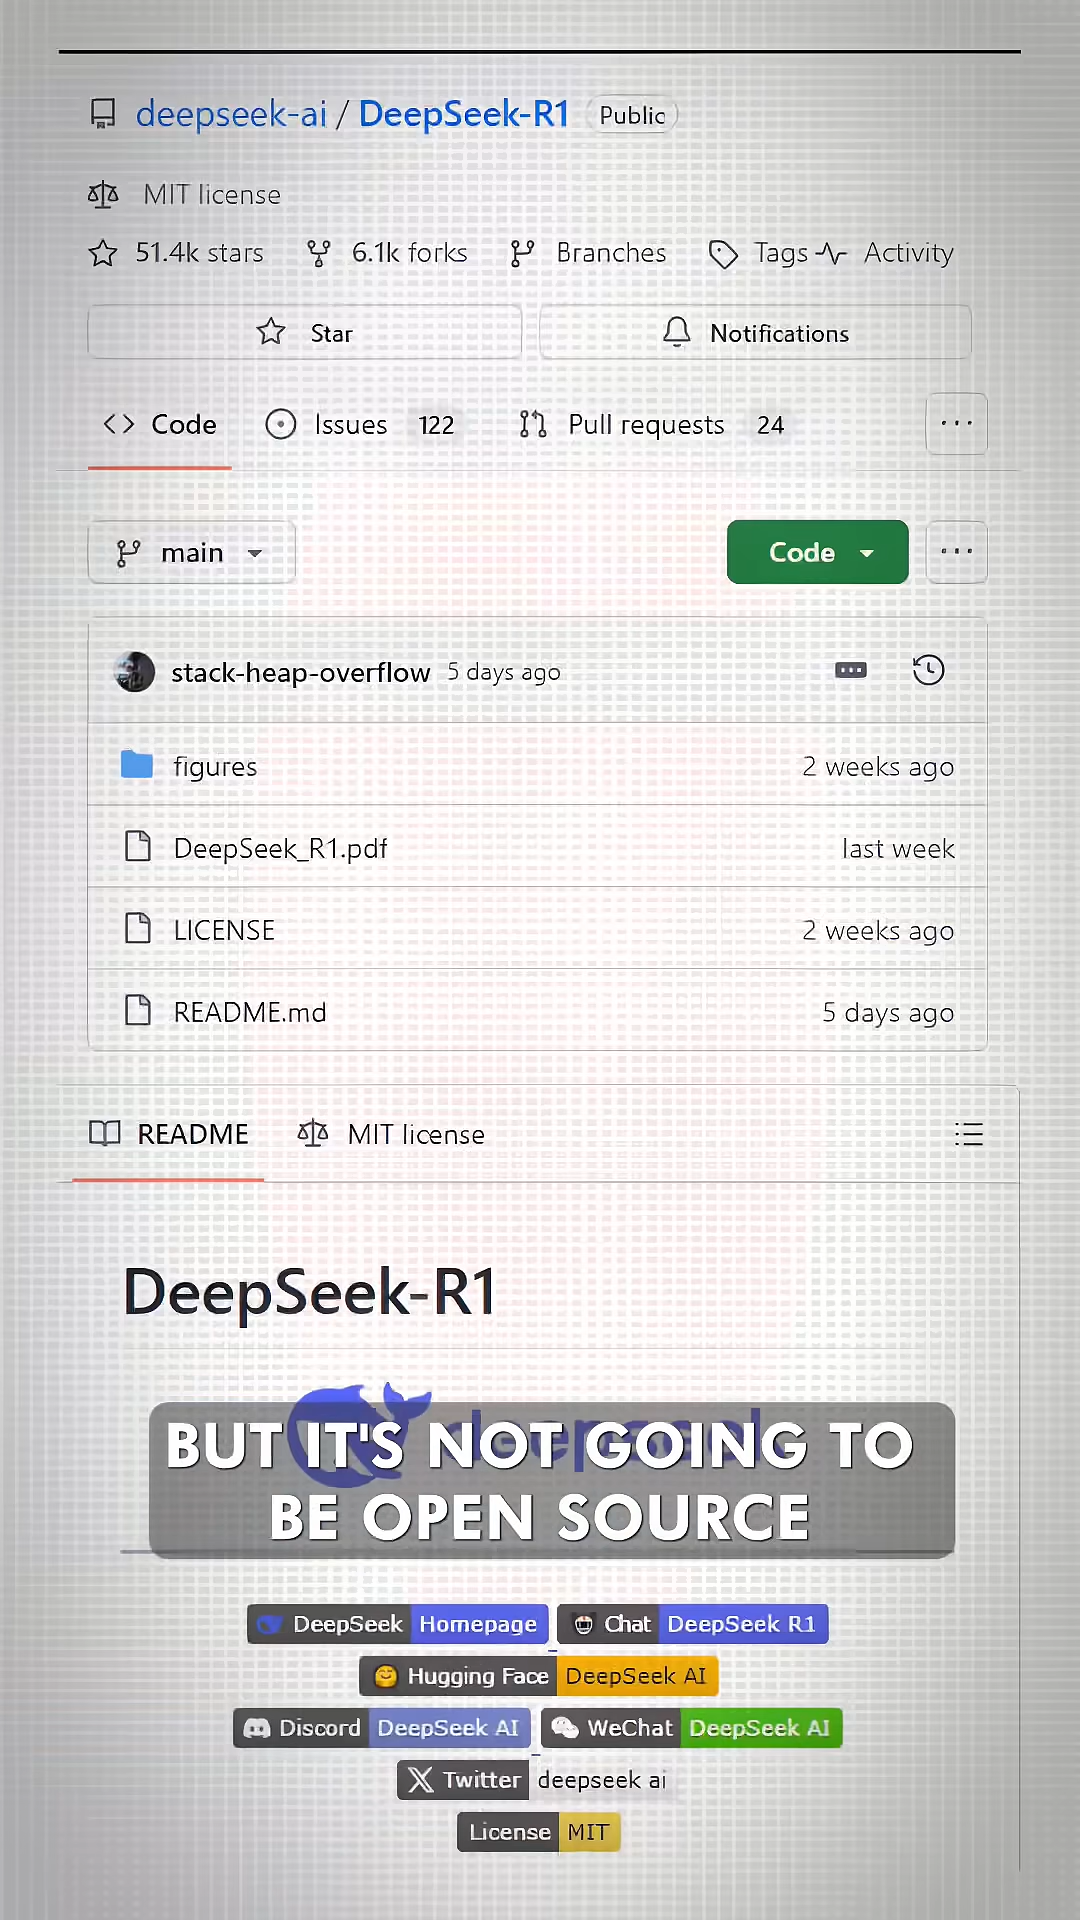 deepseek-ai / DeepSeek-R1 Public
MIT license
51.4k stars 6.1k forks Branches Tags Activity
Star Notifications
Code Issues 122 Pull requests 24
main Code
stack-heap-overflow 5 days ago
figures 2 weeks ago
DeepSeek_R1.pdf last week
LICENSE 2 weeks ago
README.md 5 days ago
README MIT license
DeepSeek-R1
deepseek
BUT IT'S NOT GOING TO
BE OPEN SOURCE
DeepSeek Homepage Chat DeepSeek R1
Hugging Face DeepSeek AI
Discord DeepSeek AI WeChat DeepSeek AI
Twitter deepseek ai
License MIT